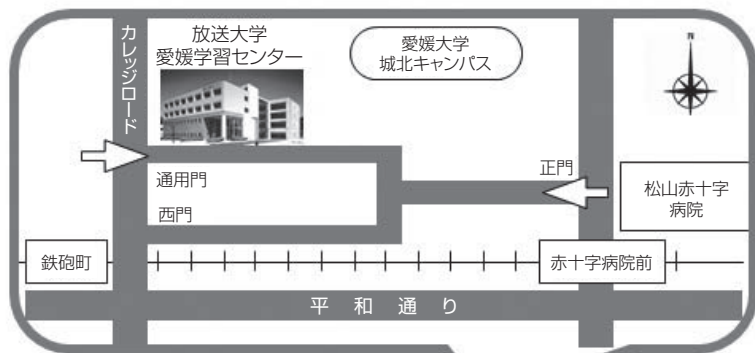 カレッジロード
放送大学
愛媛学習センター
愛媛大学
城北キャンパス
N
通用門
正門
松山赤十字
病院
西門
鉄砲町
赤十字病院前
平和通り